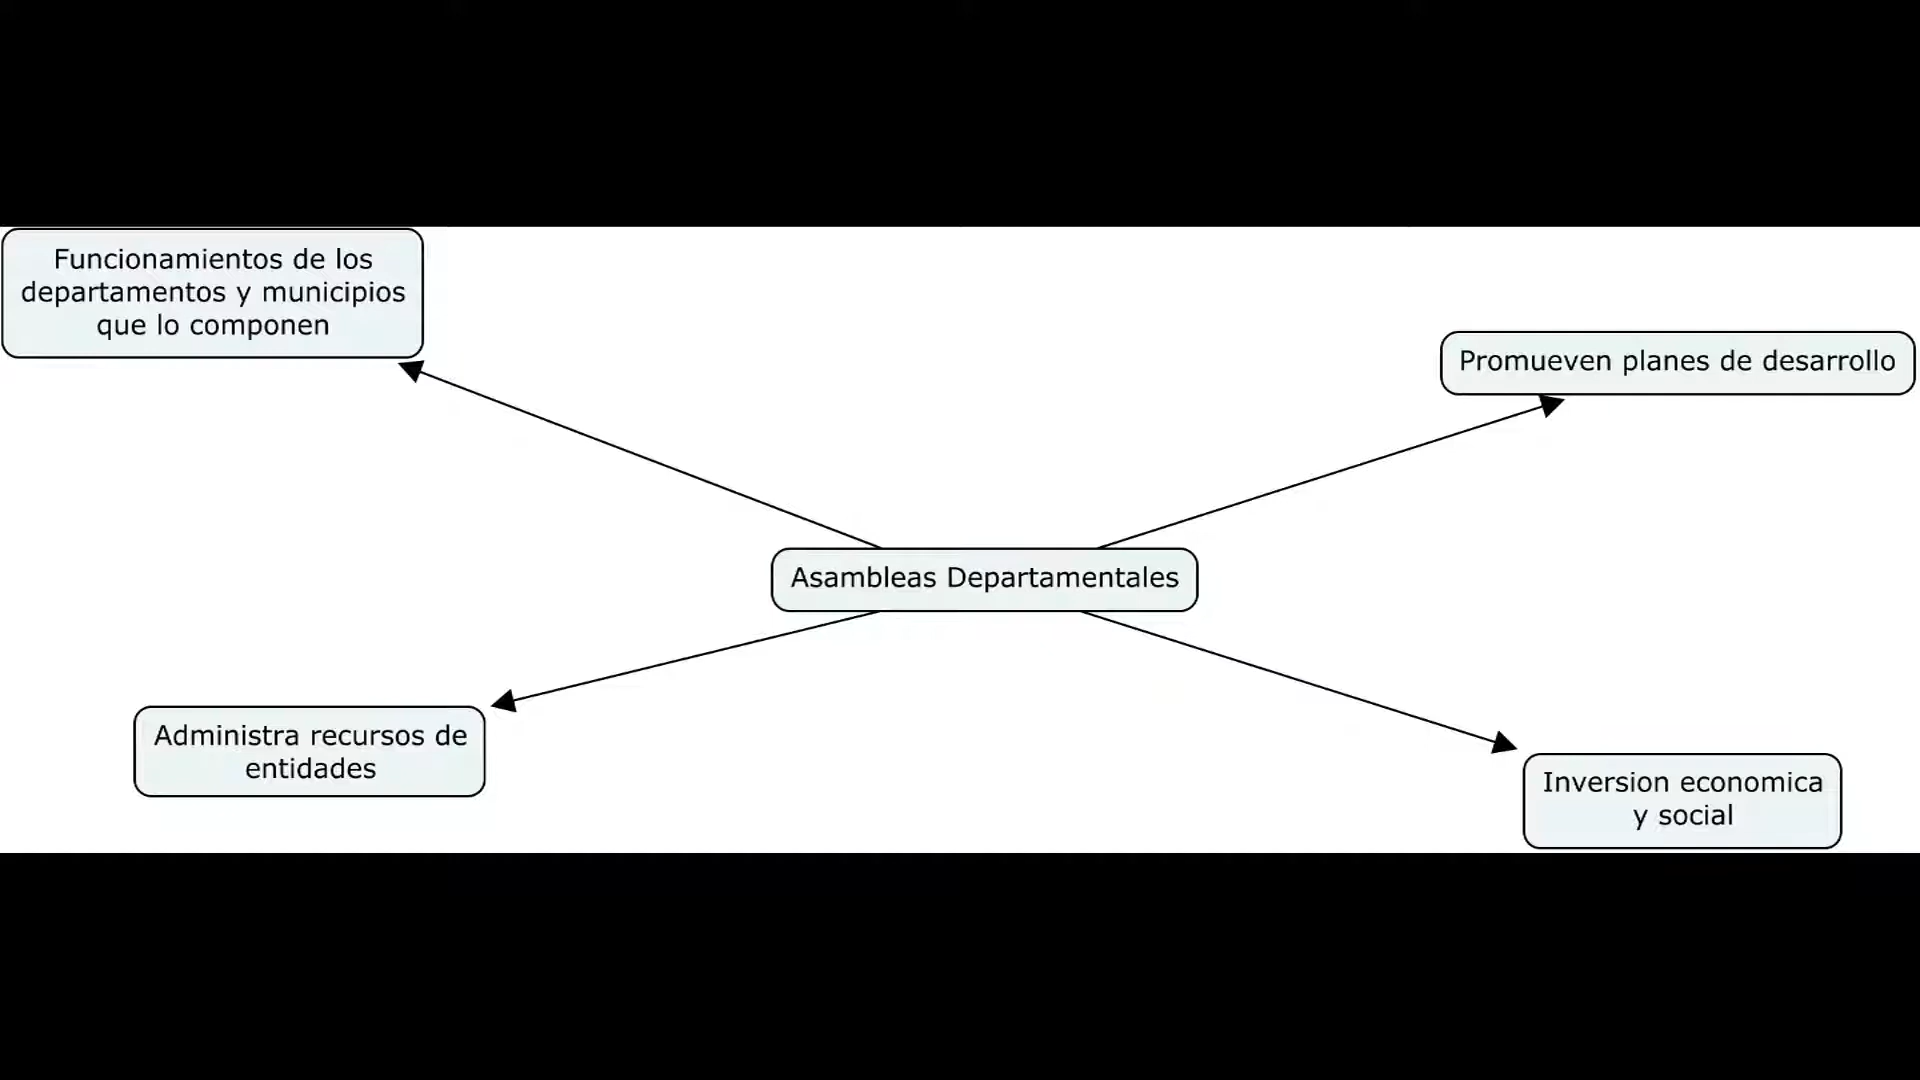 Funcionamientos de los
departamentos y municipios
que lo componen
Promueven planes de desarrollo
Asambleas Departamentales
Administra recursos de
entidades
Inversion economica
y social